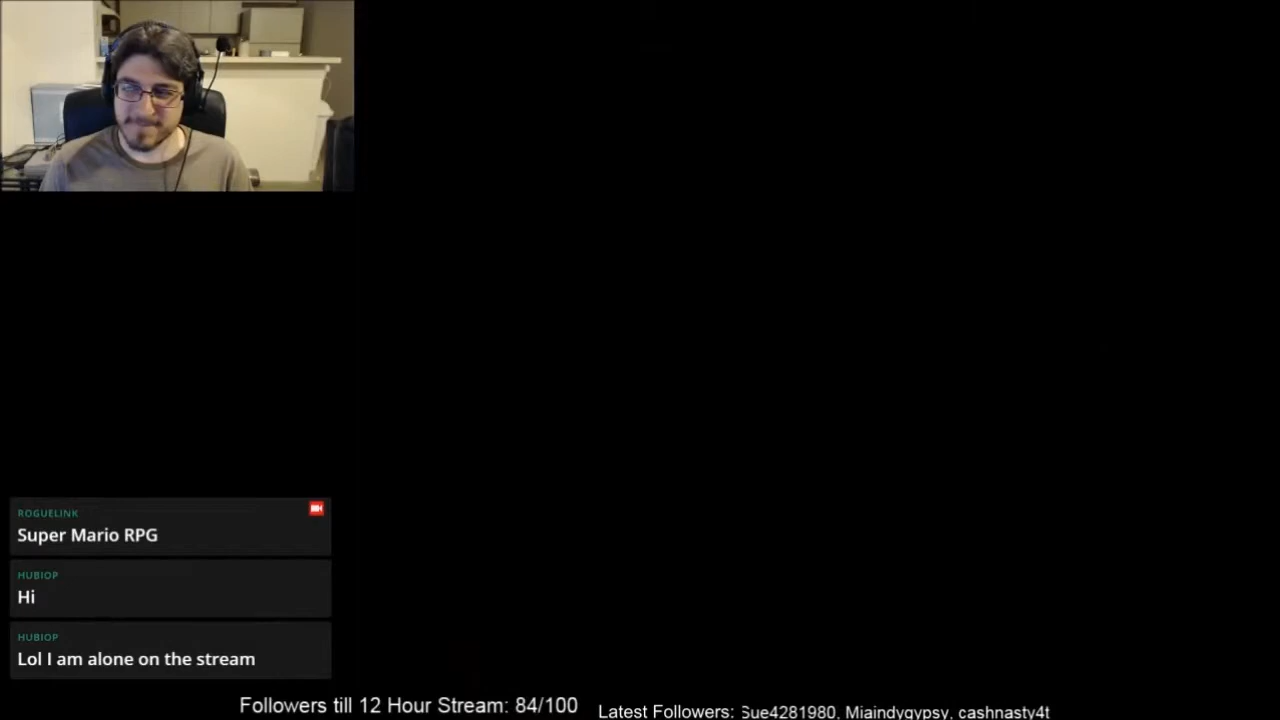 ROGUELINK
Super Mario RPG
HUBIOP
Hi
HUBIOP
Lol I am alone on the stream
Followers till 12 Hour Stream: 84/100
Latest Followers: Sue4281980, Miaindygypsy, cashnasty4t